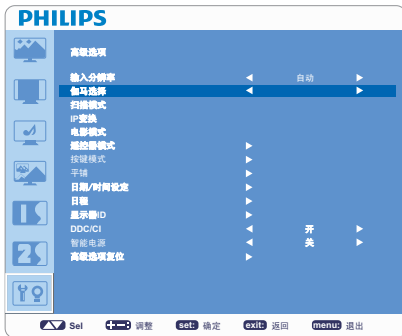 PHILIPS
高级选项
输入分辨率 自动
伽马选择
扫描模式
IP变换
电影模式
遥控器模式
按键模式
平铺
日期/时间设定
日程
显示器ID
DDC/CI 开
智能电源 关
高级选项复位
Sel 调整 set: 确定 exit: 返回 menu: 退出